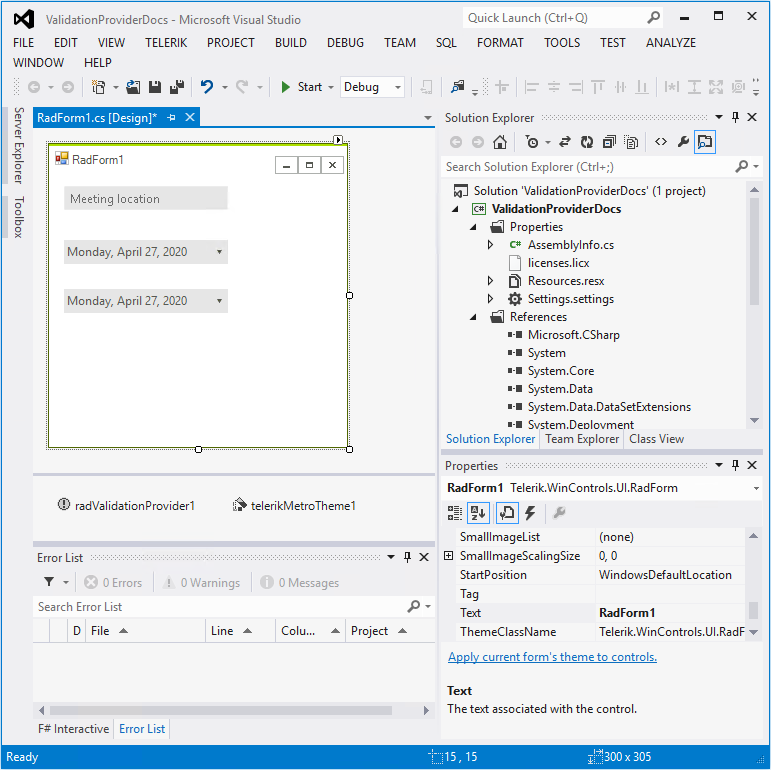 ValidationProviderDocs - Microsoft Visual Studio
Quick Launch (Ctrl+Q)
FILE EDIT VIEW TELERIK PROJECT BUILD DEBUG TEAM SQL FORMAT TOOLS TEST ANALYZE
WINDOW HELP
Start Debug
Server Explorer
Toolbox
RadForm1.cs [Design]*
RadForm1
Meeting location
Monday, April 27, 2020
Monday, April 27, 2020
radValidationProvider1 telerikMetroTheme1
Error List
0 Errors 0 Warnings 0 Messages
Search Error List
D File Line Colu... Project
F# Interactive Error List
Solution Explorer
Search Solution Explorer (Ctrl+;)
Solution 'ValidationProviderDocs' (1 project)
C# ValidationProviderDocs
Properties
C# AssemblyInfo.cs
licenses.licx
Resources.resx
Settings.settings
References
Microsoft.CSharp
System
System.Core
System.Data
System.Data.DataSetExtensions
System.Deployment
Solution Explorer Team Explorer Class View
Properties
RadForm1 Telerik.WinControls.UI.RadForm
SmallImageList (none)
SmallImageScalingSize 0, 0
StartPosition WindowsDefaultLocation
Tag
Text RadForm1
ThemeClassName Telerik.WinControls.UI.RadF
Apply current form's theme to controls.
Text
The text associated with the control.
Ready 15 , 15 300 x 305